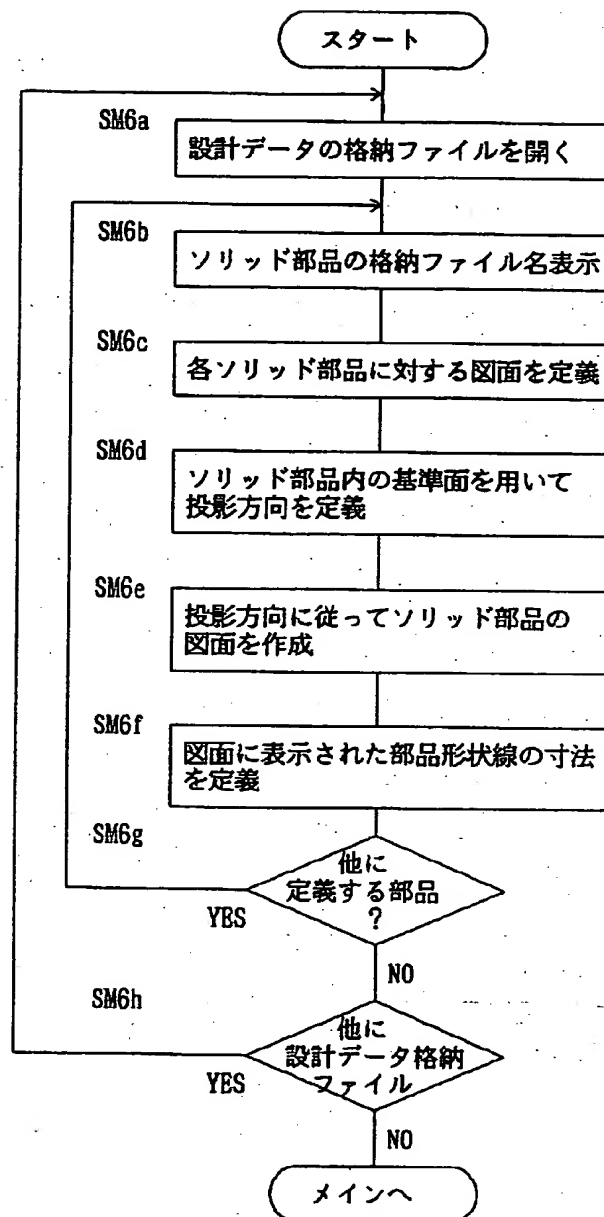 スタート
SM6a
設計データの格納ファイルを開く
SM6b
ソリッド部品の格納ファイル名表示
SM6c
各ソリッド部品に対する図面を定義
SM6d
ソリッド部品内の基準面を用いて
投影方向を定義
SM6e
投影方向に従ってソリッド部品の
図面を作成
SM6f
図面に表示された部品形状線の寸法
を定義
SM6g
他に
定義する部品
?
YES
NO
SM6h
他に
設計データ格納
ファイル
YES
NO
メインへ